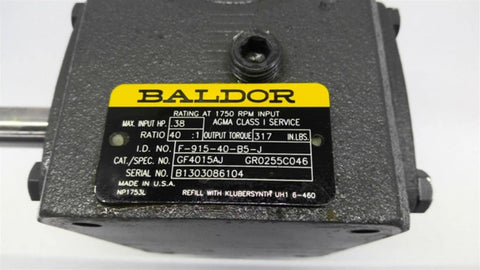 BALDOR
RATING AT 1750 RPM INPUT
MAX. INPUT HP. .38 AGMA CLASS I SERVICE
RATIO 40 :1 OUTPUT TORQUE 317 IN.LBS.
I.D. NO. F-915-40-B5-J
CAT./SPEC. NO. GF4015AJ GR0255C046
SERIAL NO. B1303086104
MADE IN U.S.A.
NP1753L REFILL WITH KLUBERSYNTH UH1 6-460